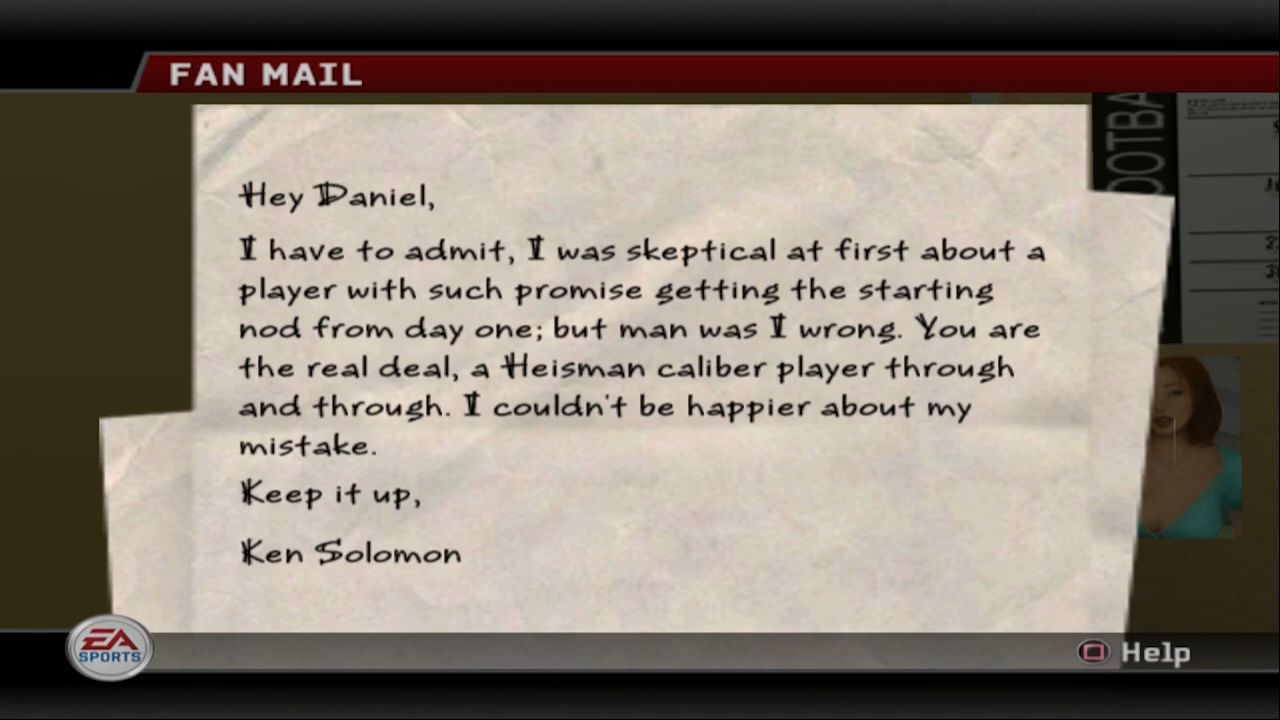 FAN MAIL
Hey Daniel,
I have to admit, I was skeptical at first about a
player with such promise getting the starting
nod from day one; but man was I wrong. You are
the real deal, a Heisman caliber player through
and through. I couldn't be happier about my
mistake.
Keep it up,
Ken Solomon
EA
SPORTS
Help